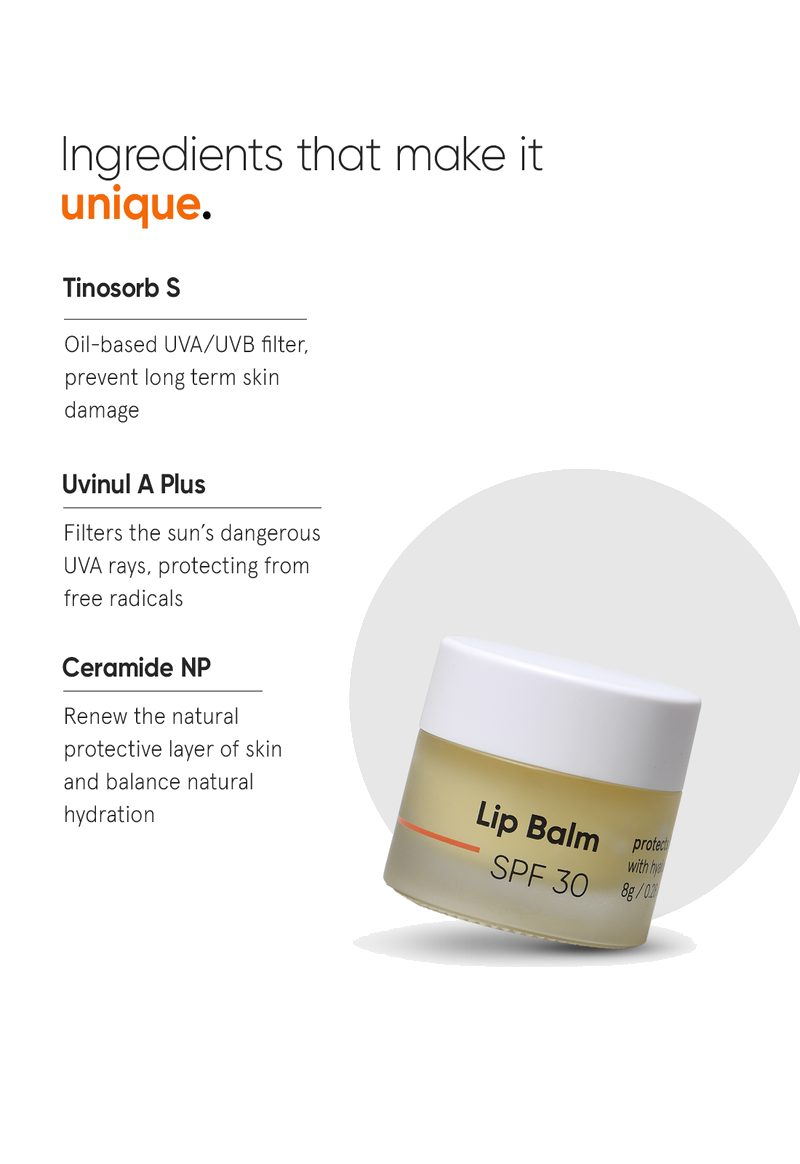 Ingredients that make it
unique.
Tinosorb S
Oil-based UVA/UVB filter,
prevent long term skin
damage
Uvinul A Plus
Filters the sun’s dangerous
UVA rays, protecting from
free radicals
Ceramide NP
Renew the natural
protective layer of skin
and balance natural
hydration
Lip Balm
SPF 30
with
8g /